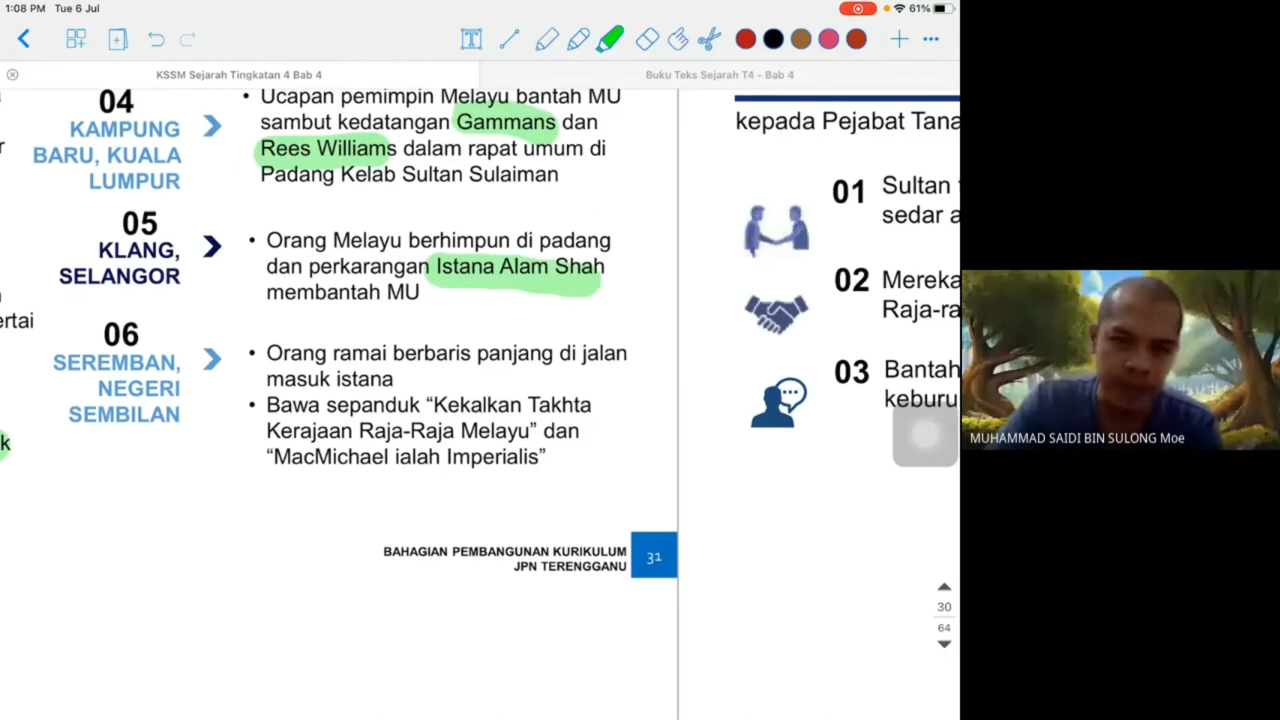 1:08 PM Tue 6 Jul
61%
KSSM Sejarah Tingkatan 4 Bab 4
Buku Teks Sejarah T4 - Bab 4
04
KAMPUNG
BARU, KUALA
LUMPUR
• Ucapan pemimpin Melayu bantah MU
sambut kedatangan Gammans dan
Rees Williams dalam rapat umum di
Padang Kelab Sultan Sulaiman
05
KLANG,
SELANGOR
• Orang Melayu berhimpun di padang
dan perkarangan Istana Alam Shah
membantah MU
ertai
06
SEREMBAN,
NEGERI
SEMBILAN
• Orang ramai berbaris panjang di jalan
masuk istana
• Bawa sepanduk “Kekalkan Takhta
Kerajaan Raja-Raja Melayu” dan
“MacMichael ialah Imperialis”
k
BAHAGIAN PEMBANGUNAN KURIKULUM
JPN TERENGGANU
31
kepada Pejabat Tana
01
Sultan
sedar a
02
Mereka
Raja-ra
03
Bantah
keburu
30
64
MUHAMMAD SAIDI BIN SULONG Moe